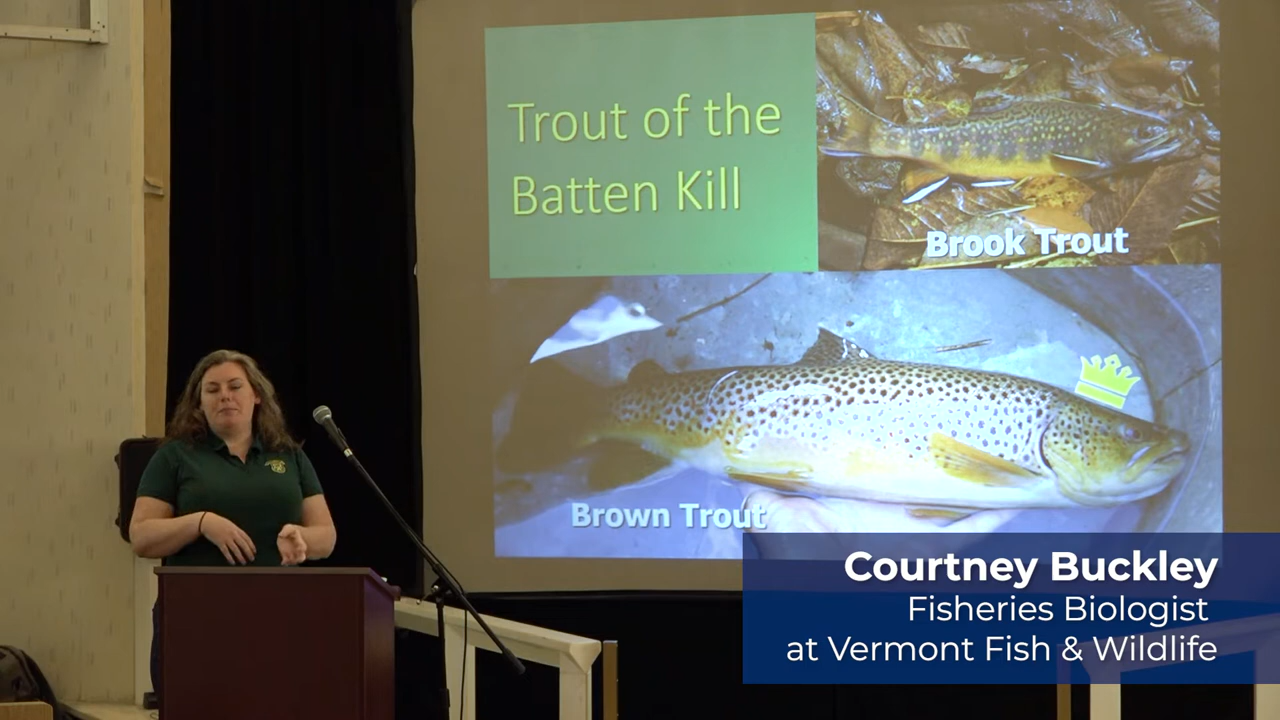 Trout of the
Batten Kill
Brook Trout
Brown Trout
Courtney Buckley
Fisheries Biologist
at Vermont Fish & Wildlife